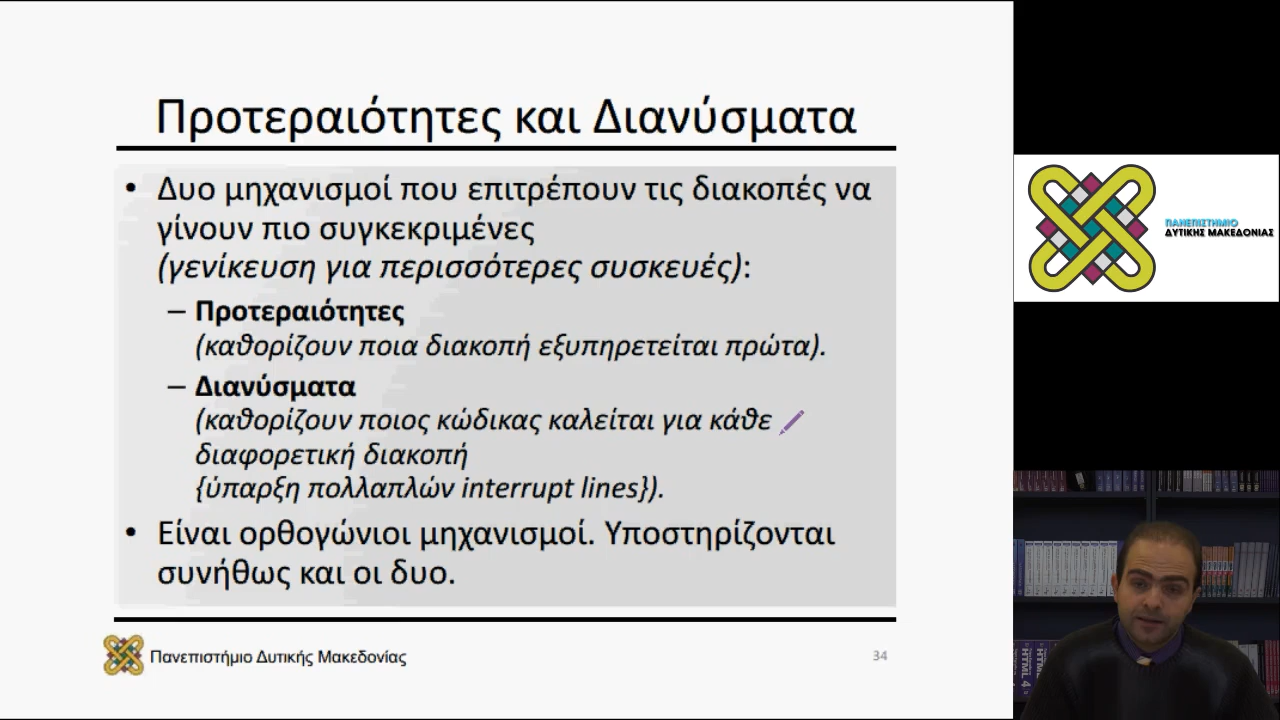 Προτεραιότητες και Διανύσματα
• Δυο μηχανισμοί που επιτρέπουν τις διακοπές να
γίνουν πιο συγκεκριμένες
(γενίκευση για περισσότερες συσκευές):
– Προτεραιότητες
(καθορίζουν ποια διακοπή εξυπηρετείται πρώτα).
– Διανύσματα
(καθορίζουν ποιος κώδικας καλείται για κάθε
διαφορετική διακοπή
{ύπαρξη πολλαπλών interrupt lines}).
• Είναι ορθογώνιοι μηχανισμοί. Υποστηρίζονται
συνήθως και οι δυο.
Πανεπιστήμιο Δυτικής Μακεδονίας
34
ΠΑΝΕΠΙΣΤΗΜΙΟ
ΔΥΤΙΚΗΣ ΜΑΚΕΔΟΝΙΑΣ
HTML 4